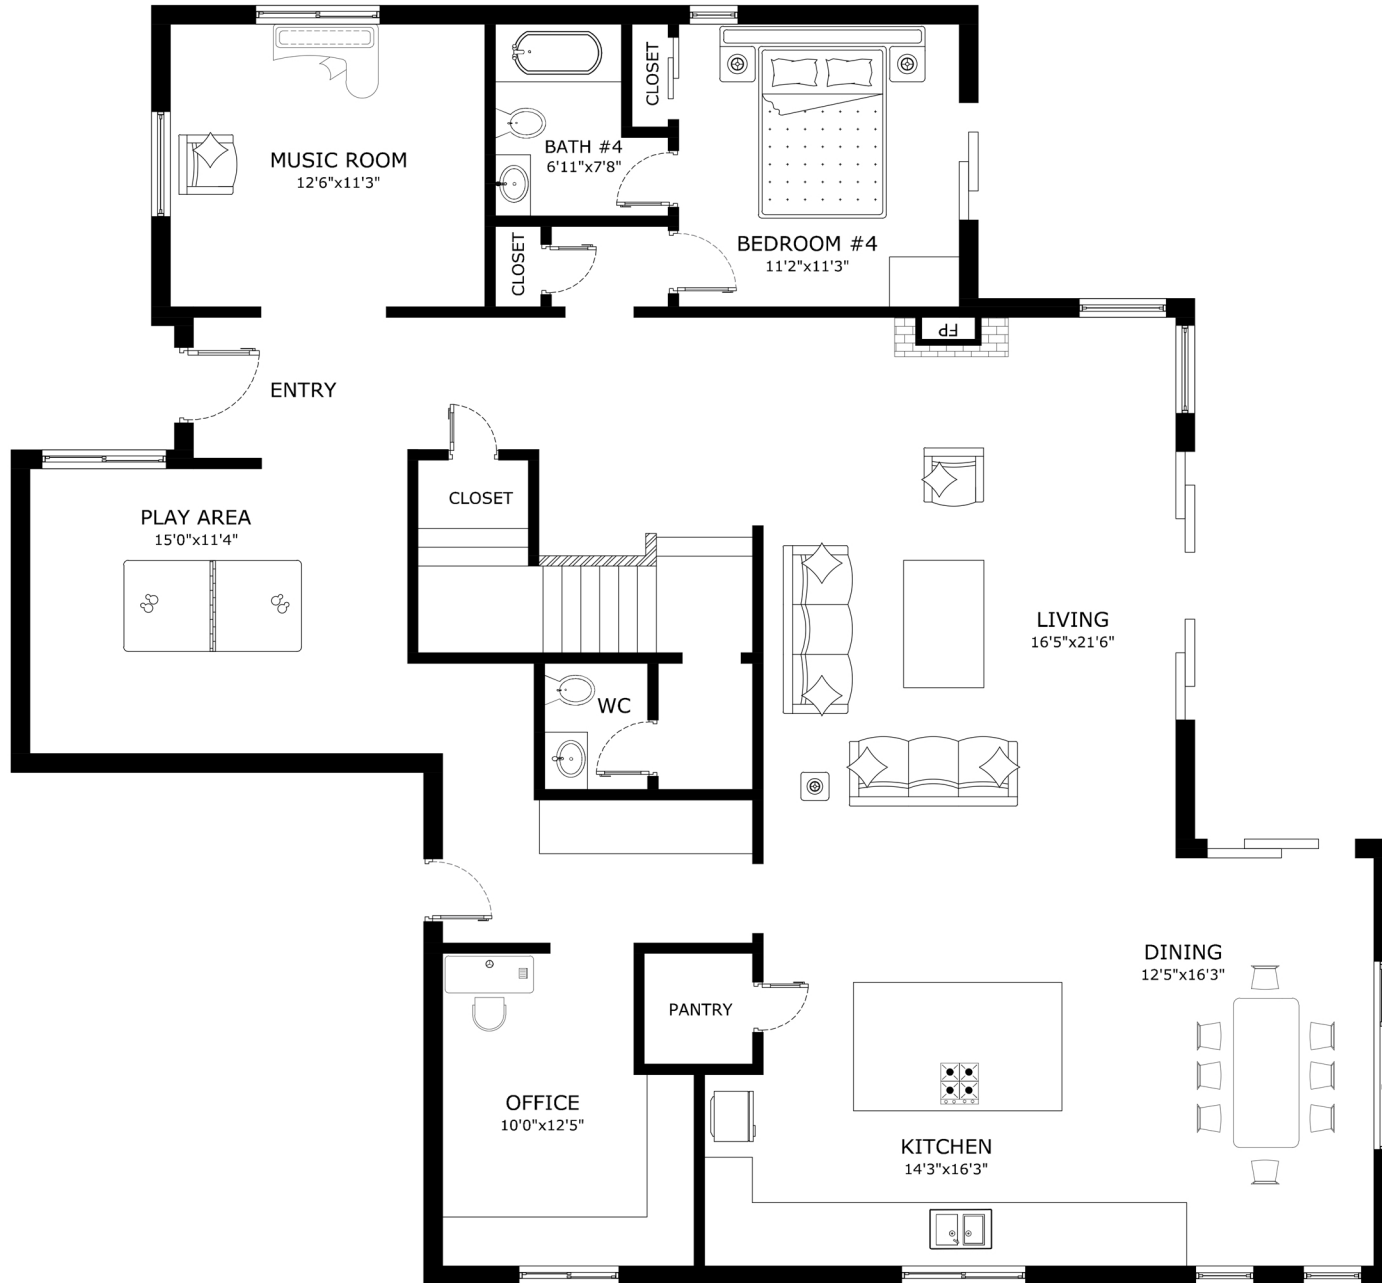 CLOSET
MUSIC ROOM
12'6"x11'3"
BATH #4
6'11"x7'8"
BEDROOM #4
11'2"x11'3"
CLOSET
FP
ENTRY
CLOSET
PLAY AREA
15'0"x11'4"
LIVING
16'5"x21'6"
WC
DINING
12'5"x16'3"
PANTRY
OFFICE
10'0"x12'5"
KITCHEN
14'3"x16'3"